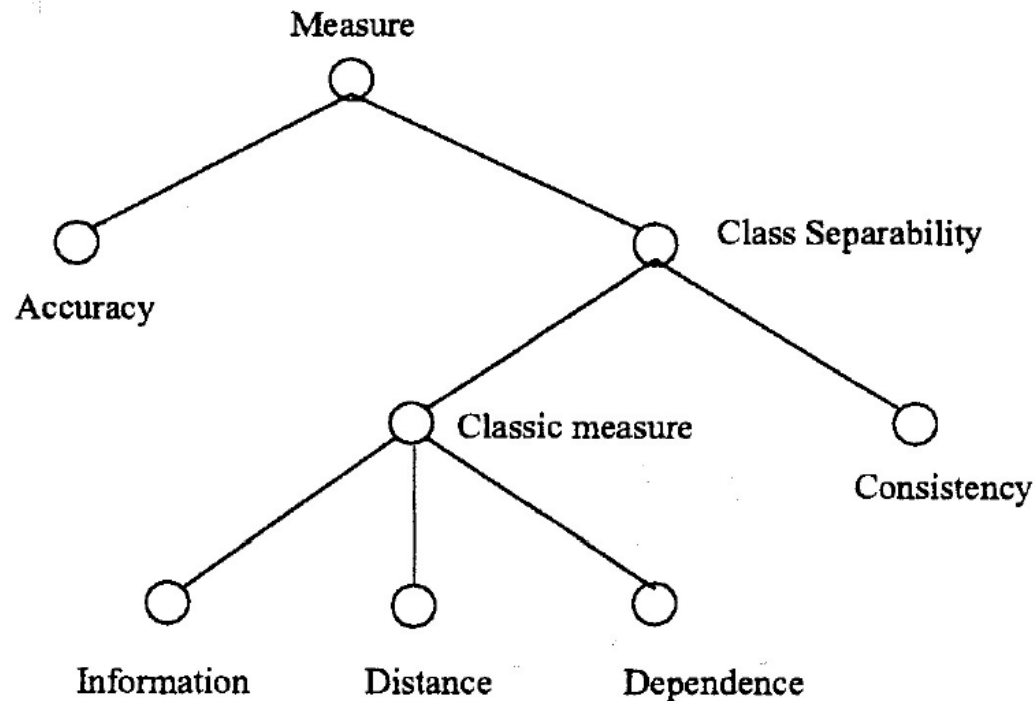 Measure
Class Separability
Accuracy
Classic measure
Consistency
Information
Distance
Dependence